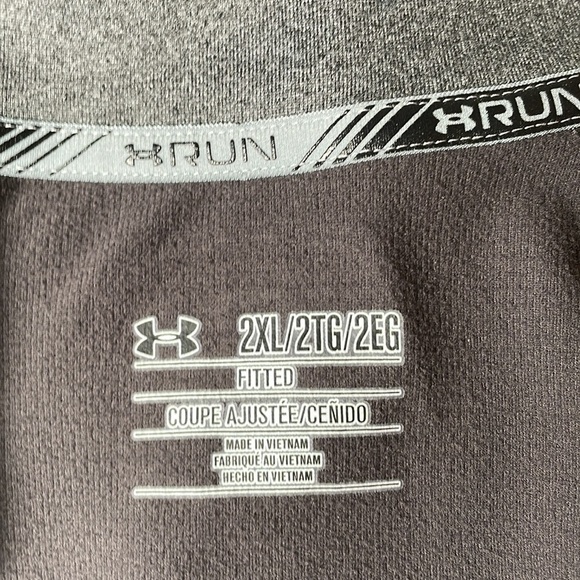 RUN RUN
2XL/2TG/2EG
FITTED
COUPE AJUSTÉE/CEÑIDO
MADE IN VIETNAM
FABRIQUÉ AU VIETNAM
HECHO EN VIETNAM